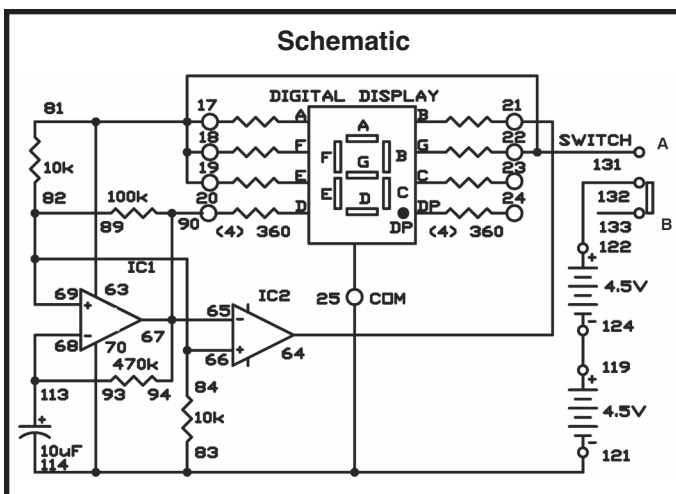 Schematic
DIGITAL DISPLAY
81
17
A
A
B
21
18
F
F
B
G
22
SWITCH
A
10k
19
E
G
C
23
131
82
100k
20
E
C
D
D
DP
24
132
89
90
(4) 360
DP
(4) 360
133
B
IC1
122
69
+
63
IC2
25
COM
+
4.5V
65
-
68
-
70
67
64
-
124
470k
66
+
119
113
93
94
84
+
+
10k
4.5V
10uF
83
-
121
114